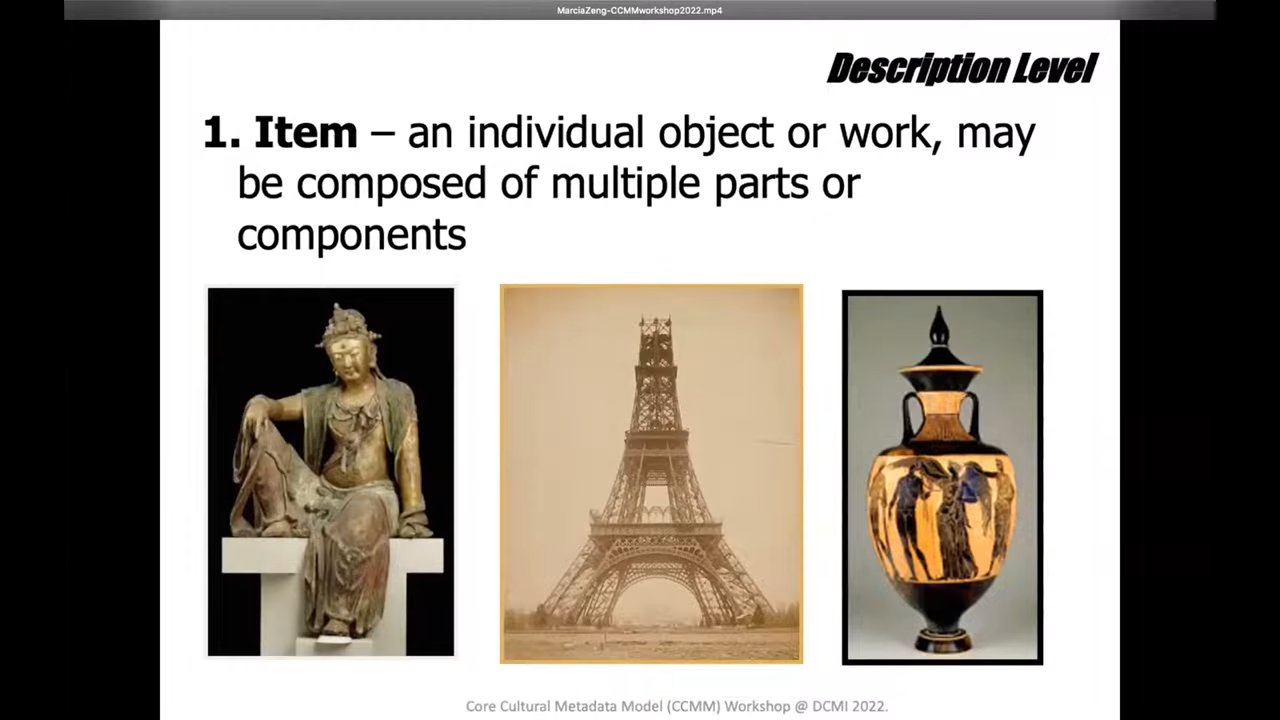 MarciaZeng-CCMMworkshop2022.mp4
Description Level
1. Item – an individual object or work, may
be composed of multiple parts or
components
Core Cultural Metadata Model (CCMM) Workshop @ DCMI 2022.